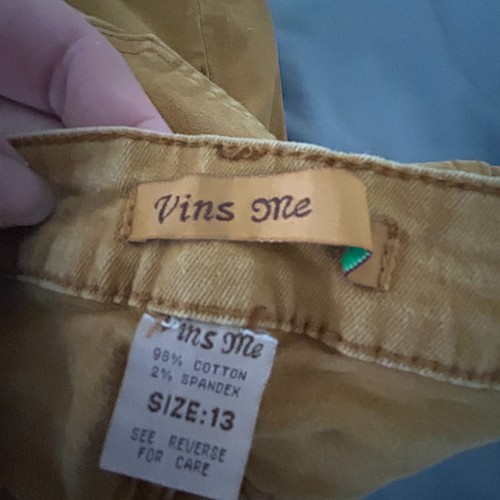 Vins Me
Vins Me
98% COTTON
2% SPANDEX
SIZE:13
SEE REVERSE
FOR CARE